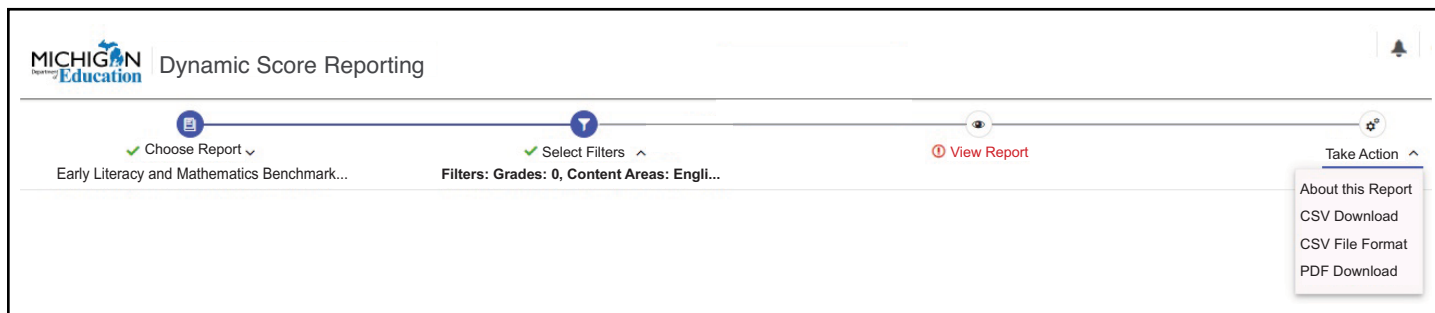 MICHIGAN
Department of
Education
Dynamic Score Reporting
Choose Report
Early Literacy and Mathematics Benchmark...
Select Filters
Filters: Grades: 0, Content Areas: Engli...
View Report
Take Action
About this Report
CSV Download
CSV File Format
PDF Download